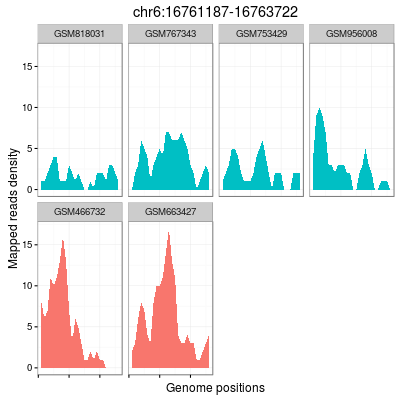 chr6:16761187-16763722
GSM818031 GSM767343 GSM753429 GSM956008
15
10
5
0
Mapped reads density
GSM466732 GSM663427
15
10
5
0
Genome positions